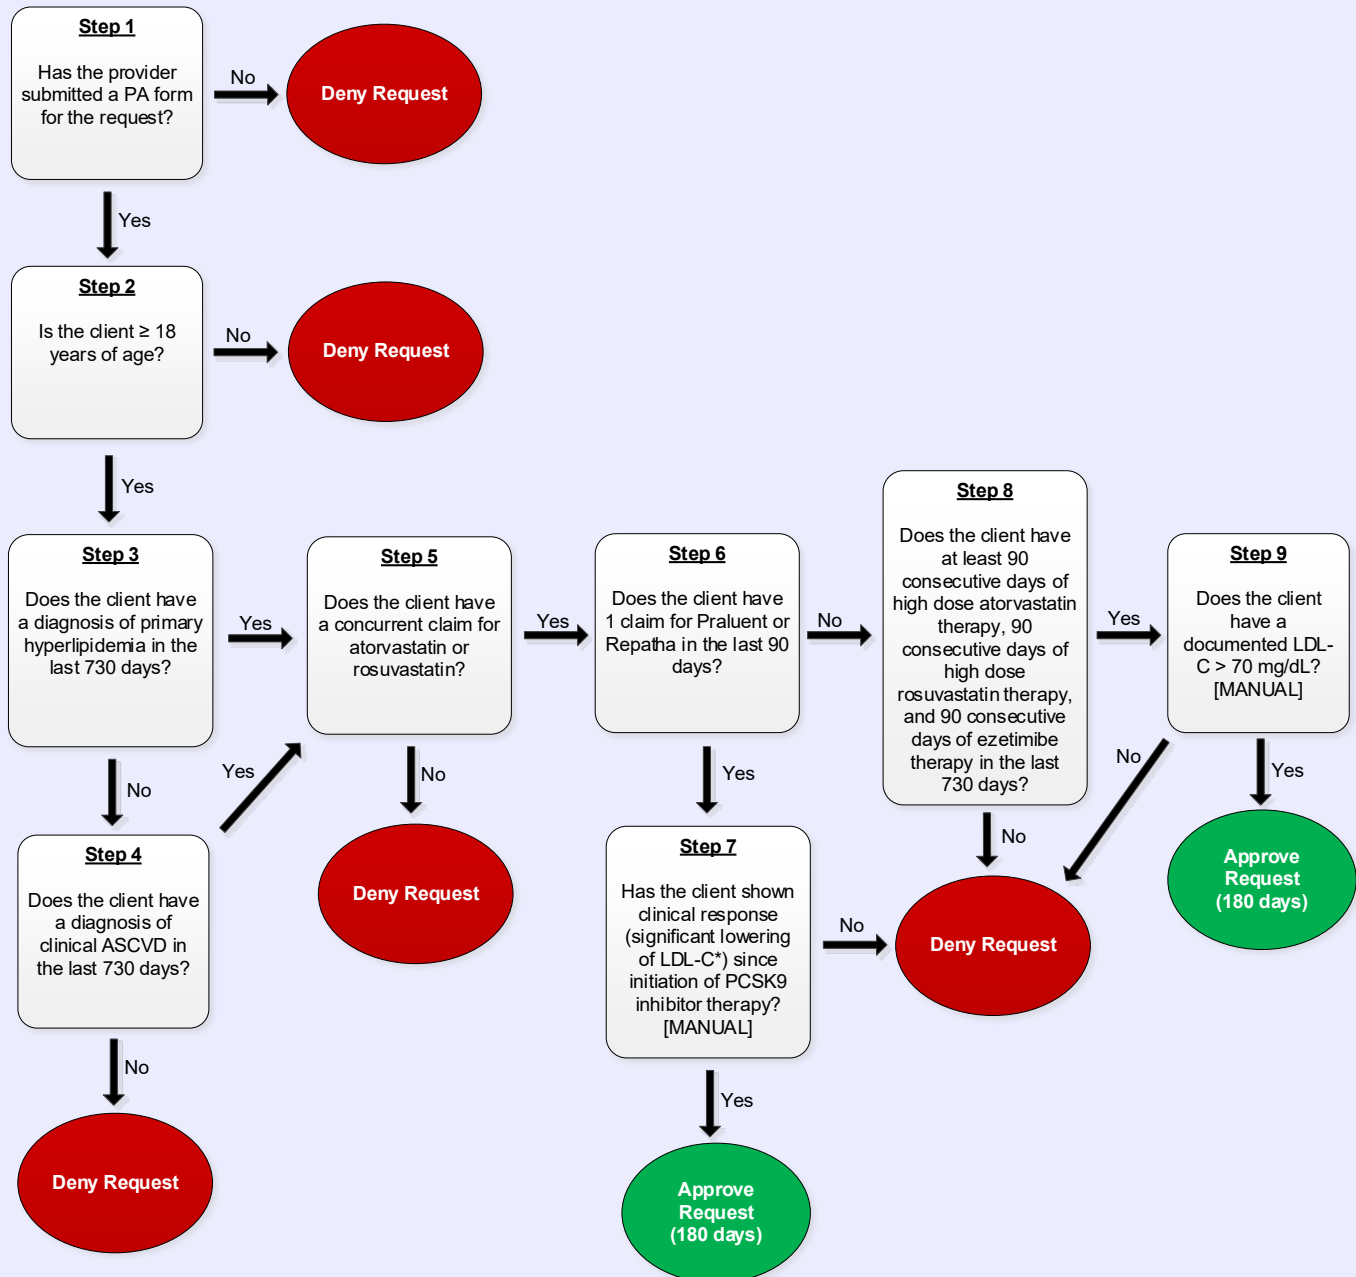 Step 1
Has the provider
submitted a PA form
for the request?
No
Deny Request
Yes
Step 2
Is the client ≥ 18
years of age?
No
Deny Request
Yes
Step 3
Does the client have
a diagnosis of primary
hyperlipidemia in the
last 730 days?
Yes
No
Step 4
Does the client have
a diagnosis of
clinical ASCVD in
the last 730 days?
Yes
No
Deny Request
Step 5
Does the client have
a concurrent claim for
atorvastatin or
rosuvastatin?
Yes
No
Deny Request
Step 6
Does the client have
1 claim for Praluent or
Repatha in the last 90
days?
No
Yes
Step 7
Has the client shown
clinical response
(significant lowering
of LDL-C*) since
initiation of PCSK9
inhibitor therapy?
[MANUAL]
No
Yes
Approve
Request
(180 days)
Step 8
Does the client have
at least 90
consecutive days of
high dose atorvastatin
therapy, 90
consecutive days of
high dose
rosuvastatin therapy,
and 90 consecutive
days of ezetimibe
therapy in the last
730 days?
Yes
No
Deny Request
Step 9
Does the client
have a
documented LDL-
C > 70 mg/dL?
[MANUAL]
No
Yes
Approve
Request
(180 days)